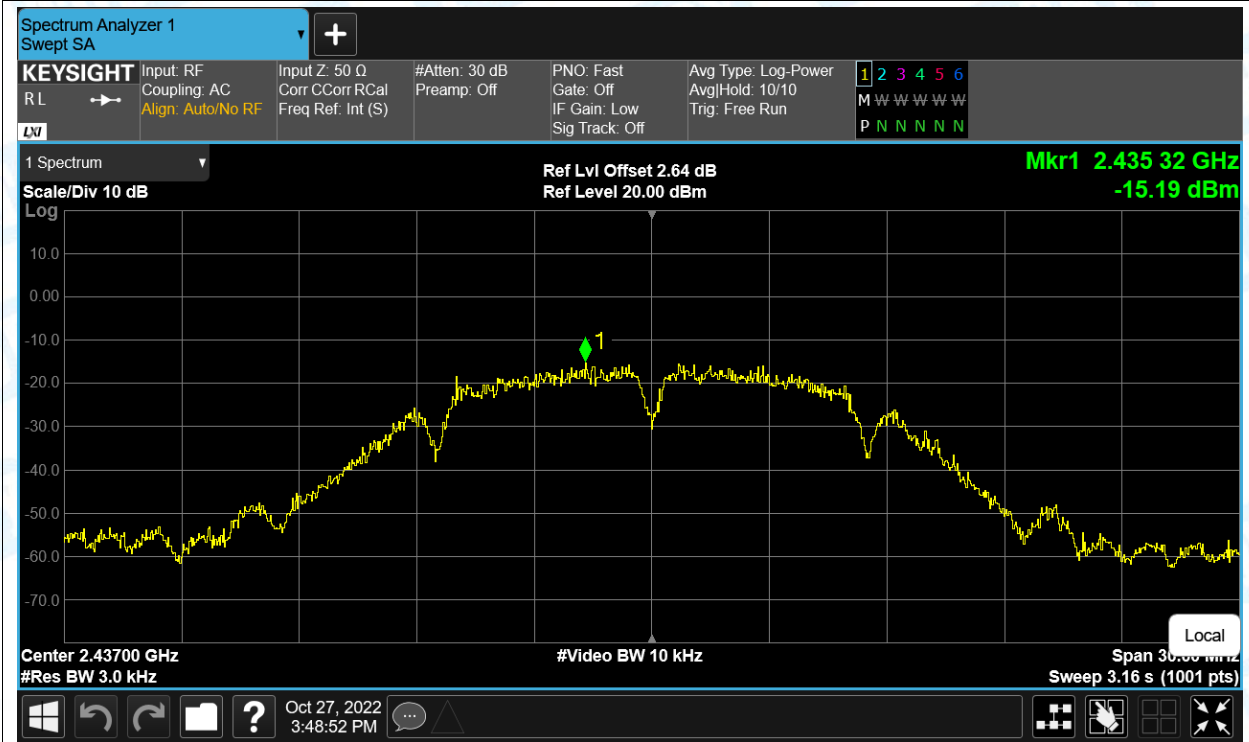 Spectrum Analyzer 1
Swept SA
KEYSIGHT
R L
LXI
Input: RF
Coupling: AC
Align: Auto/No RF
Input Z: 50 Ω
Corr CCorr RCal
Freq Ref: Int (S)
#Atten: 30 dB
Preamp: Off
PNO: Fast
Gate: Off
IF Gain: Low
Sig Track: Off
Avg Type: Log-Power
Avg|Hold: 10/10
Trig: Free Run
1 2 3 4 5 6
M W W W W W
P N N N N N
1 Spectrum
Scale/Div 10 dB
Log
Ref Lvl Offset 2.64 dB
Ref Level 20.00 dBm
Mkr1 2.435 32 GHz
-15.19 dBm
10.0
0.00
-10.0
-20.0
-30.0
-40.0
-50.0
-60.0
-70.0
1
Local
Center 2.43700 GHz
#Video BW 10 kHz
Span 30.00 MHz
#Res BW 3.0 kHz
Sweep 3.16 s (1001 pts)
?
Oct 27, 2022
3:48:52 PM